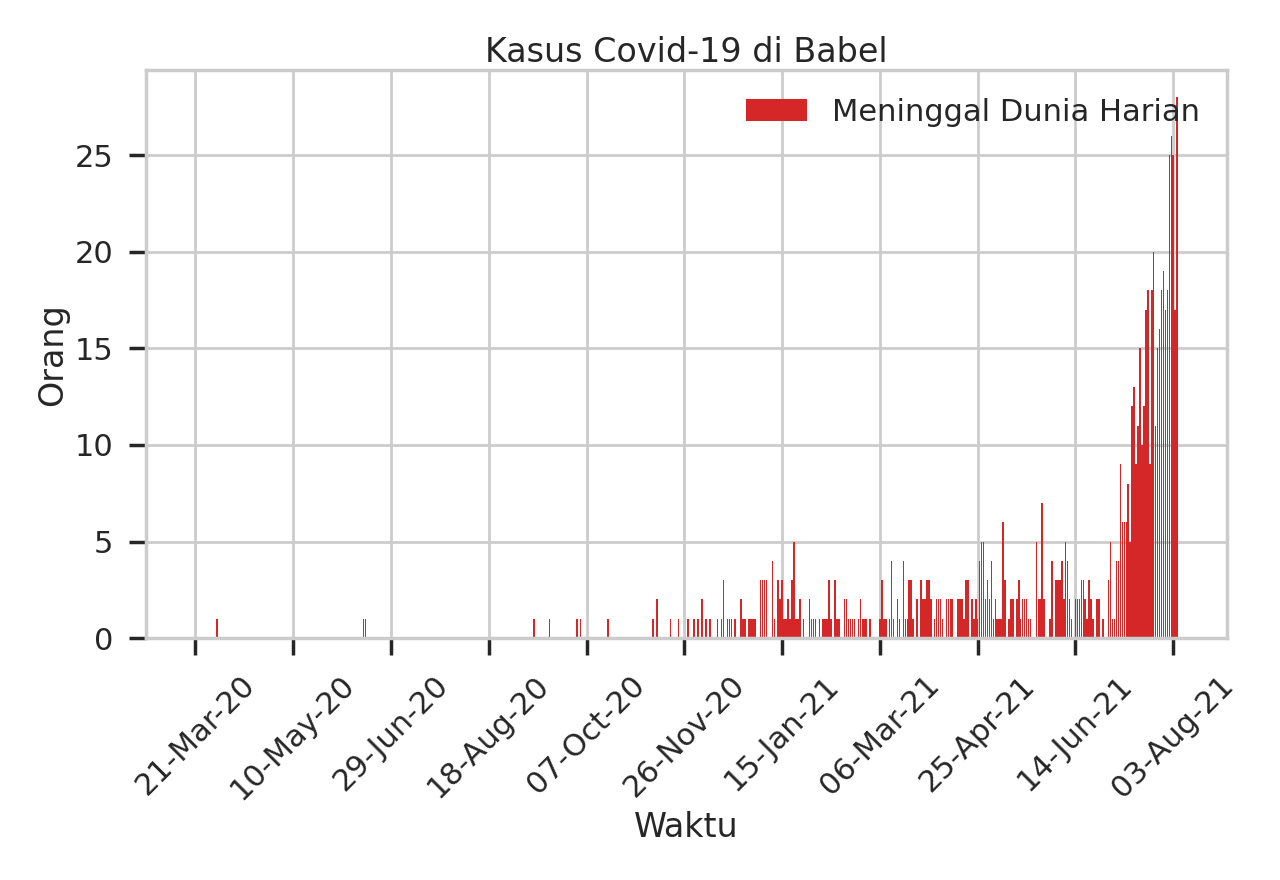 Kasus Covid-19 di Babel
Meninggal Dunia Harian
Orang
25
20
15
10
5
0
21-Mar-20
10-May-20
29-Jun-20
18-Aug-20
07-Oct-20
26-Nov-20
15-Jan-21
06-Mar-21
25-Apr-21
14-Jun-21
03-Aug-21
Waktu